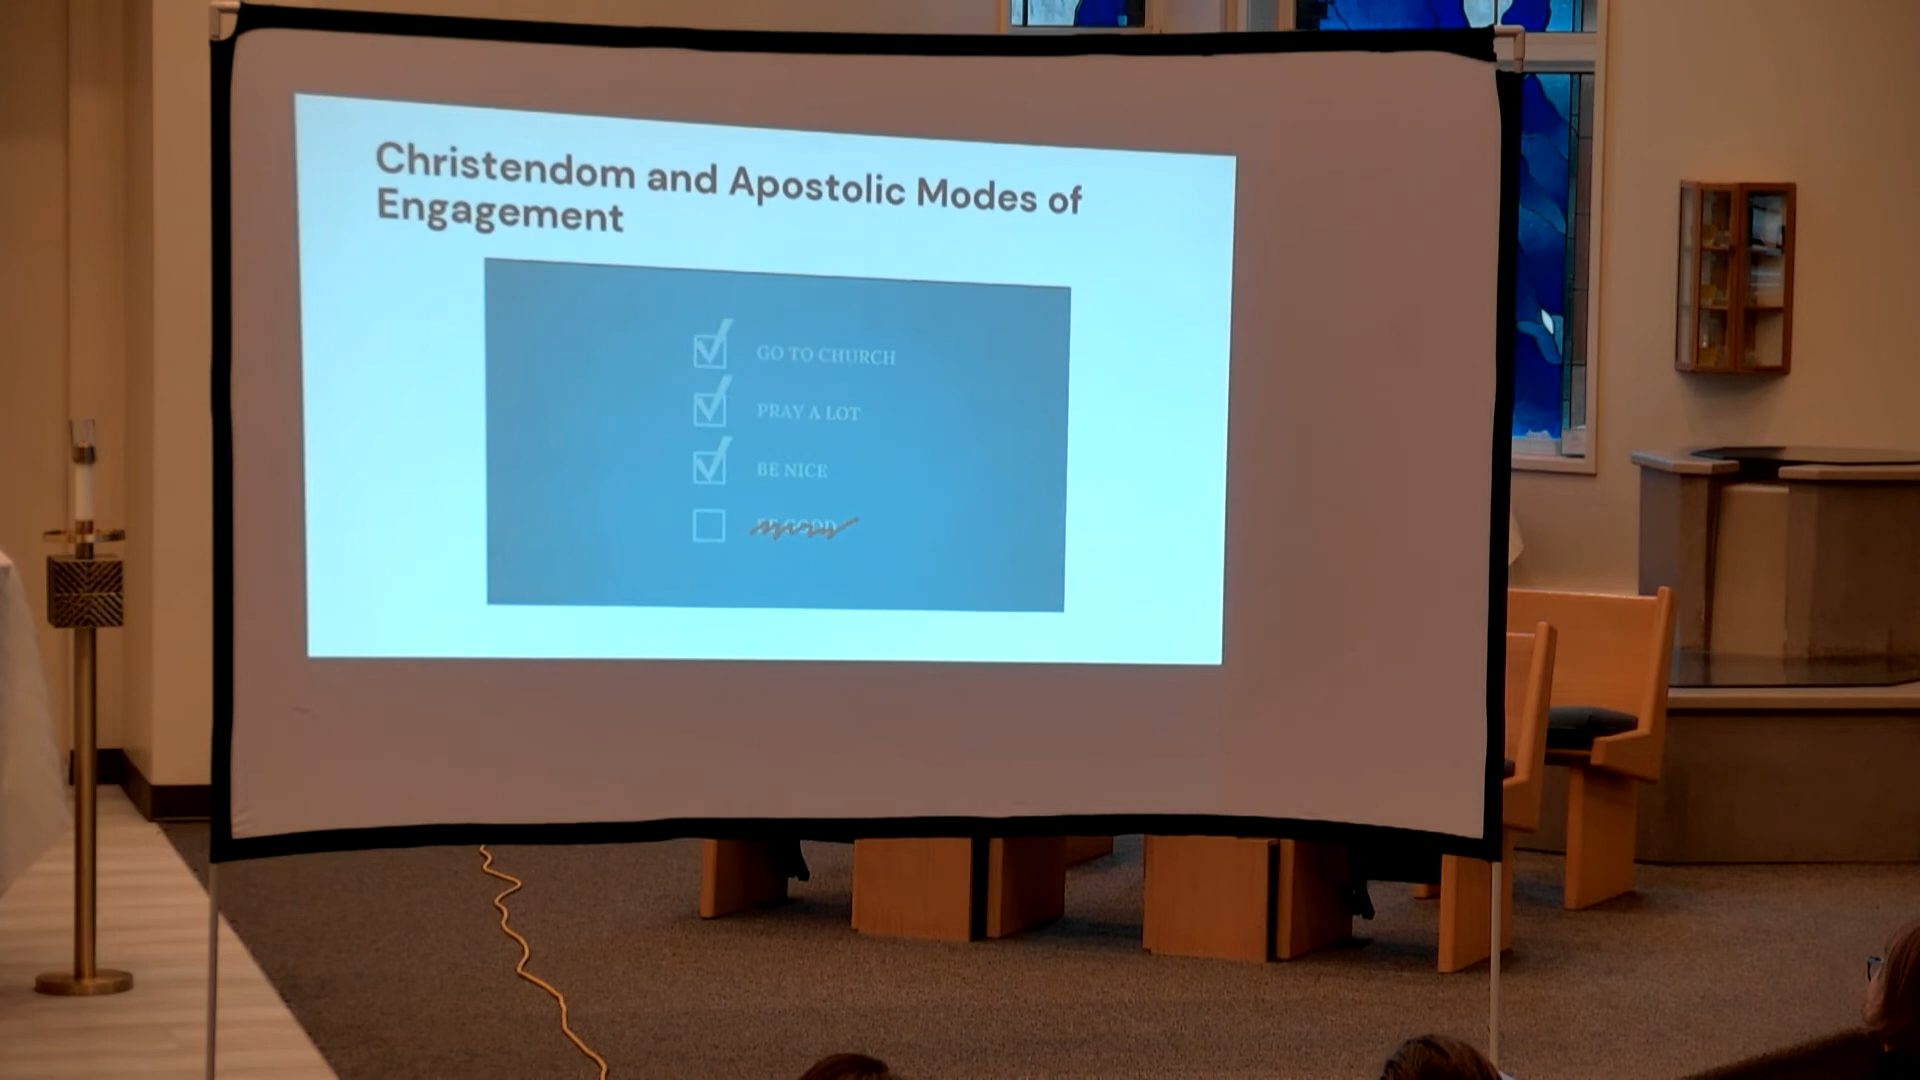 Christendom and Apostolic Modes of
Engagement
GO TO CHURCH
PRAY A LOT
BE NICE